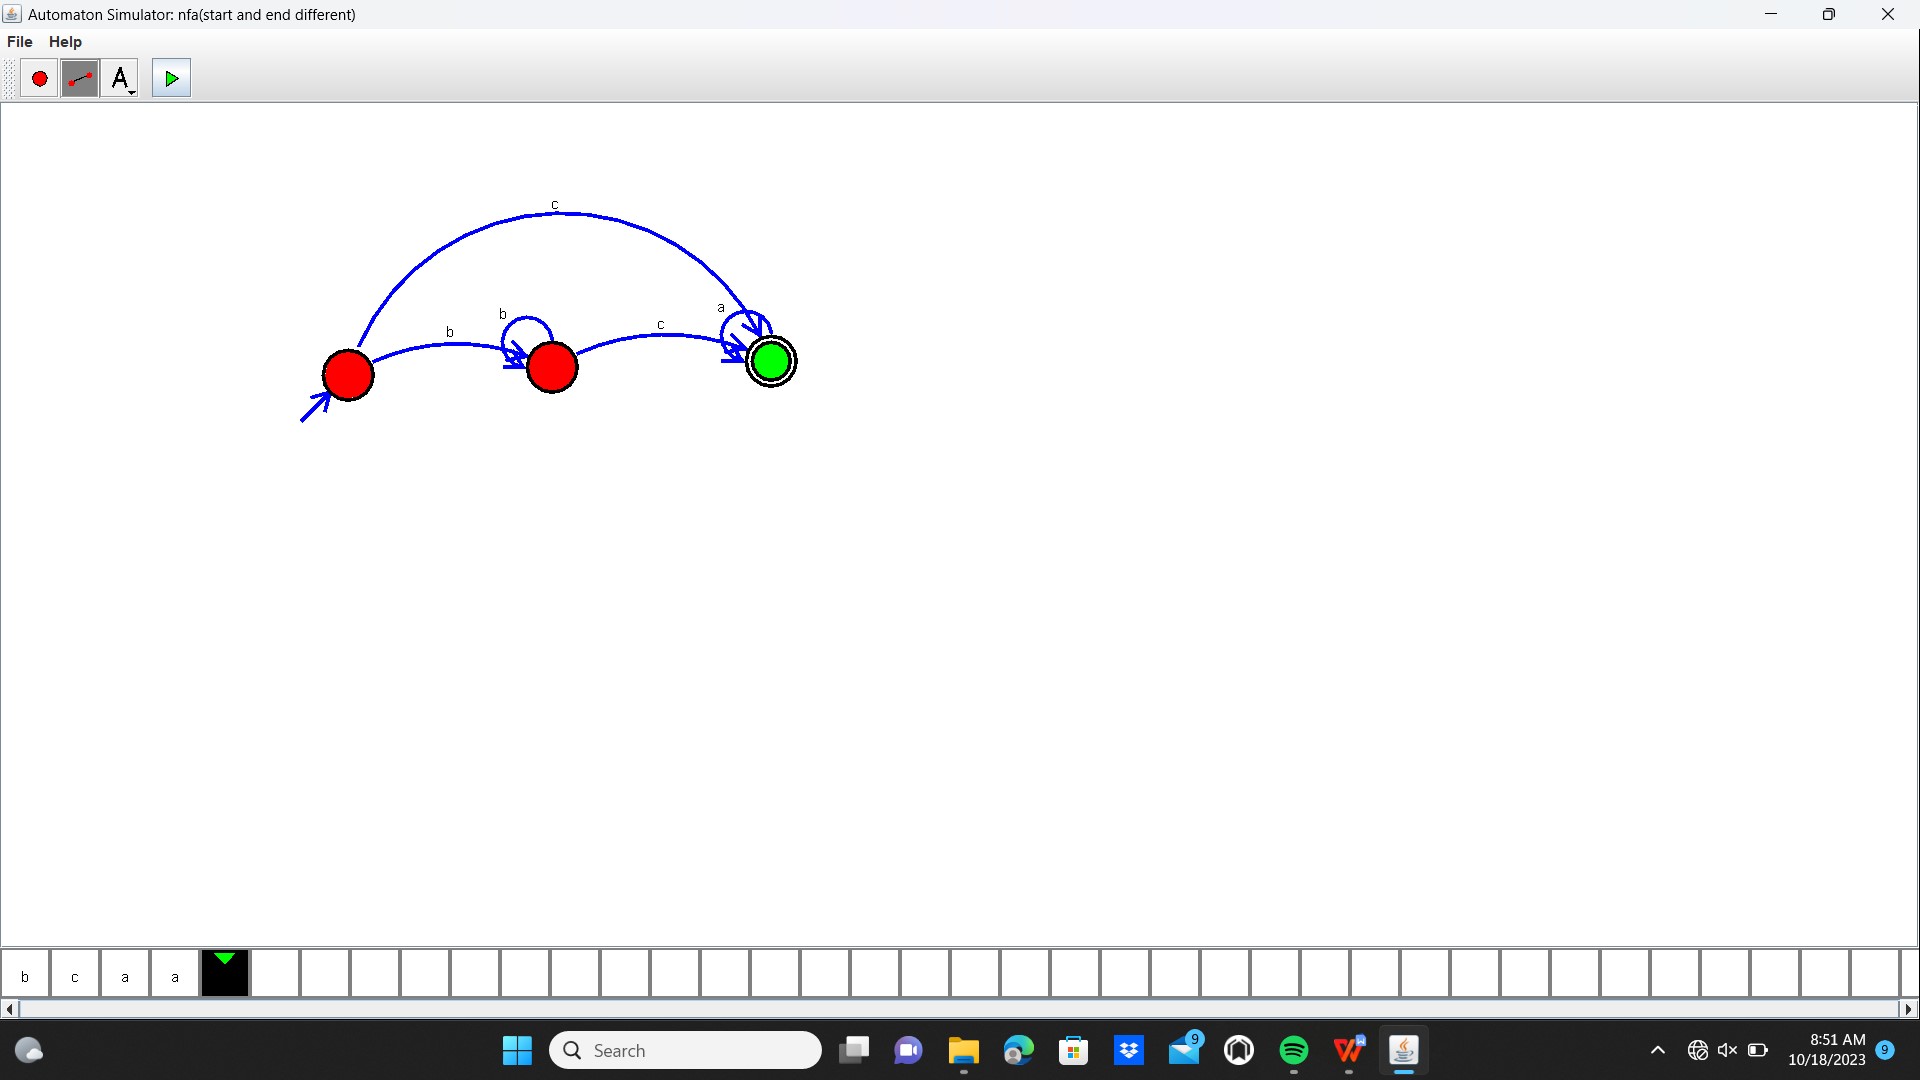 Automaton Simulator: nfa(start and end different)
File Help
A
c
b
b
c
a
b c a a
Search
9
8:51 AM
10/18/2023
9